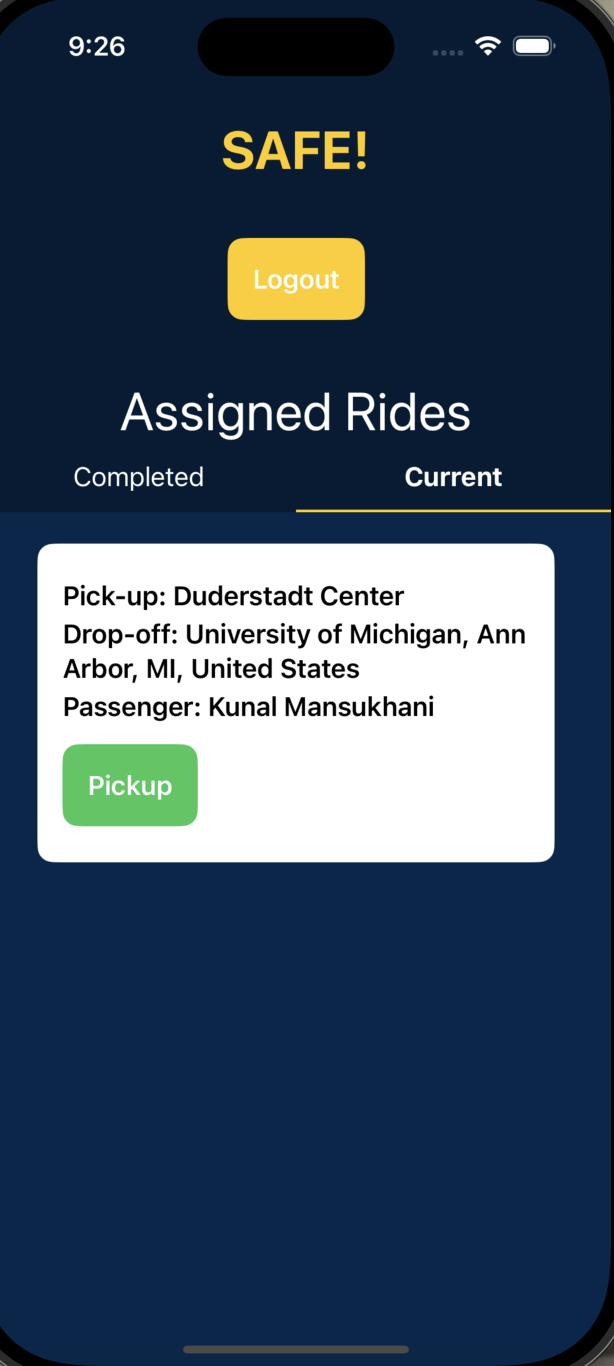 9:26
SAFE!
Logout
Assigned Rides
Completed Current
Pick-up: Duderstadt Center
Drop-off: University of Michigan, Ann
Arbor, MI, United States
Passenger: Kunal Mansukhani
Pickup